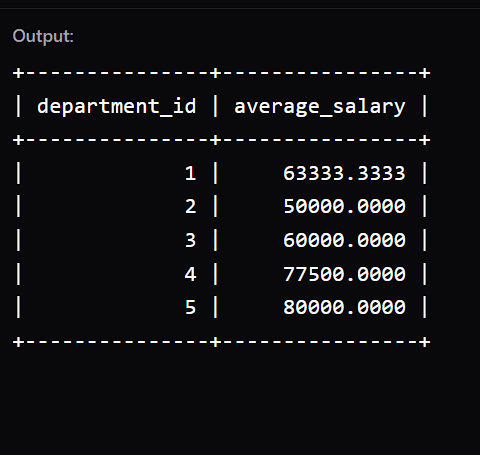 Output:
+---------------+----------------+
| department_id | average_salary |
+---------------+----------------+
|             1 |     63333.3333 |
|             2 |     50000.0000 |
|             3 |     60000.0000 |
|             4 |     77500.0000 |
|             5 |     80000.0000 |
+---------------+----------------+